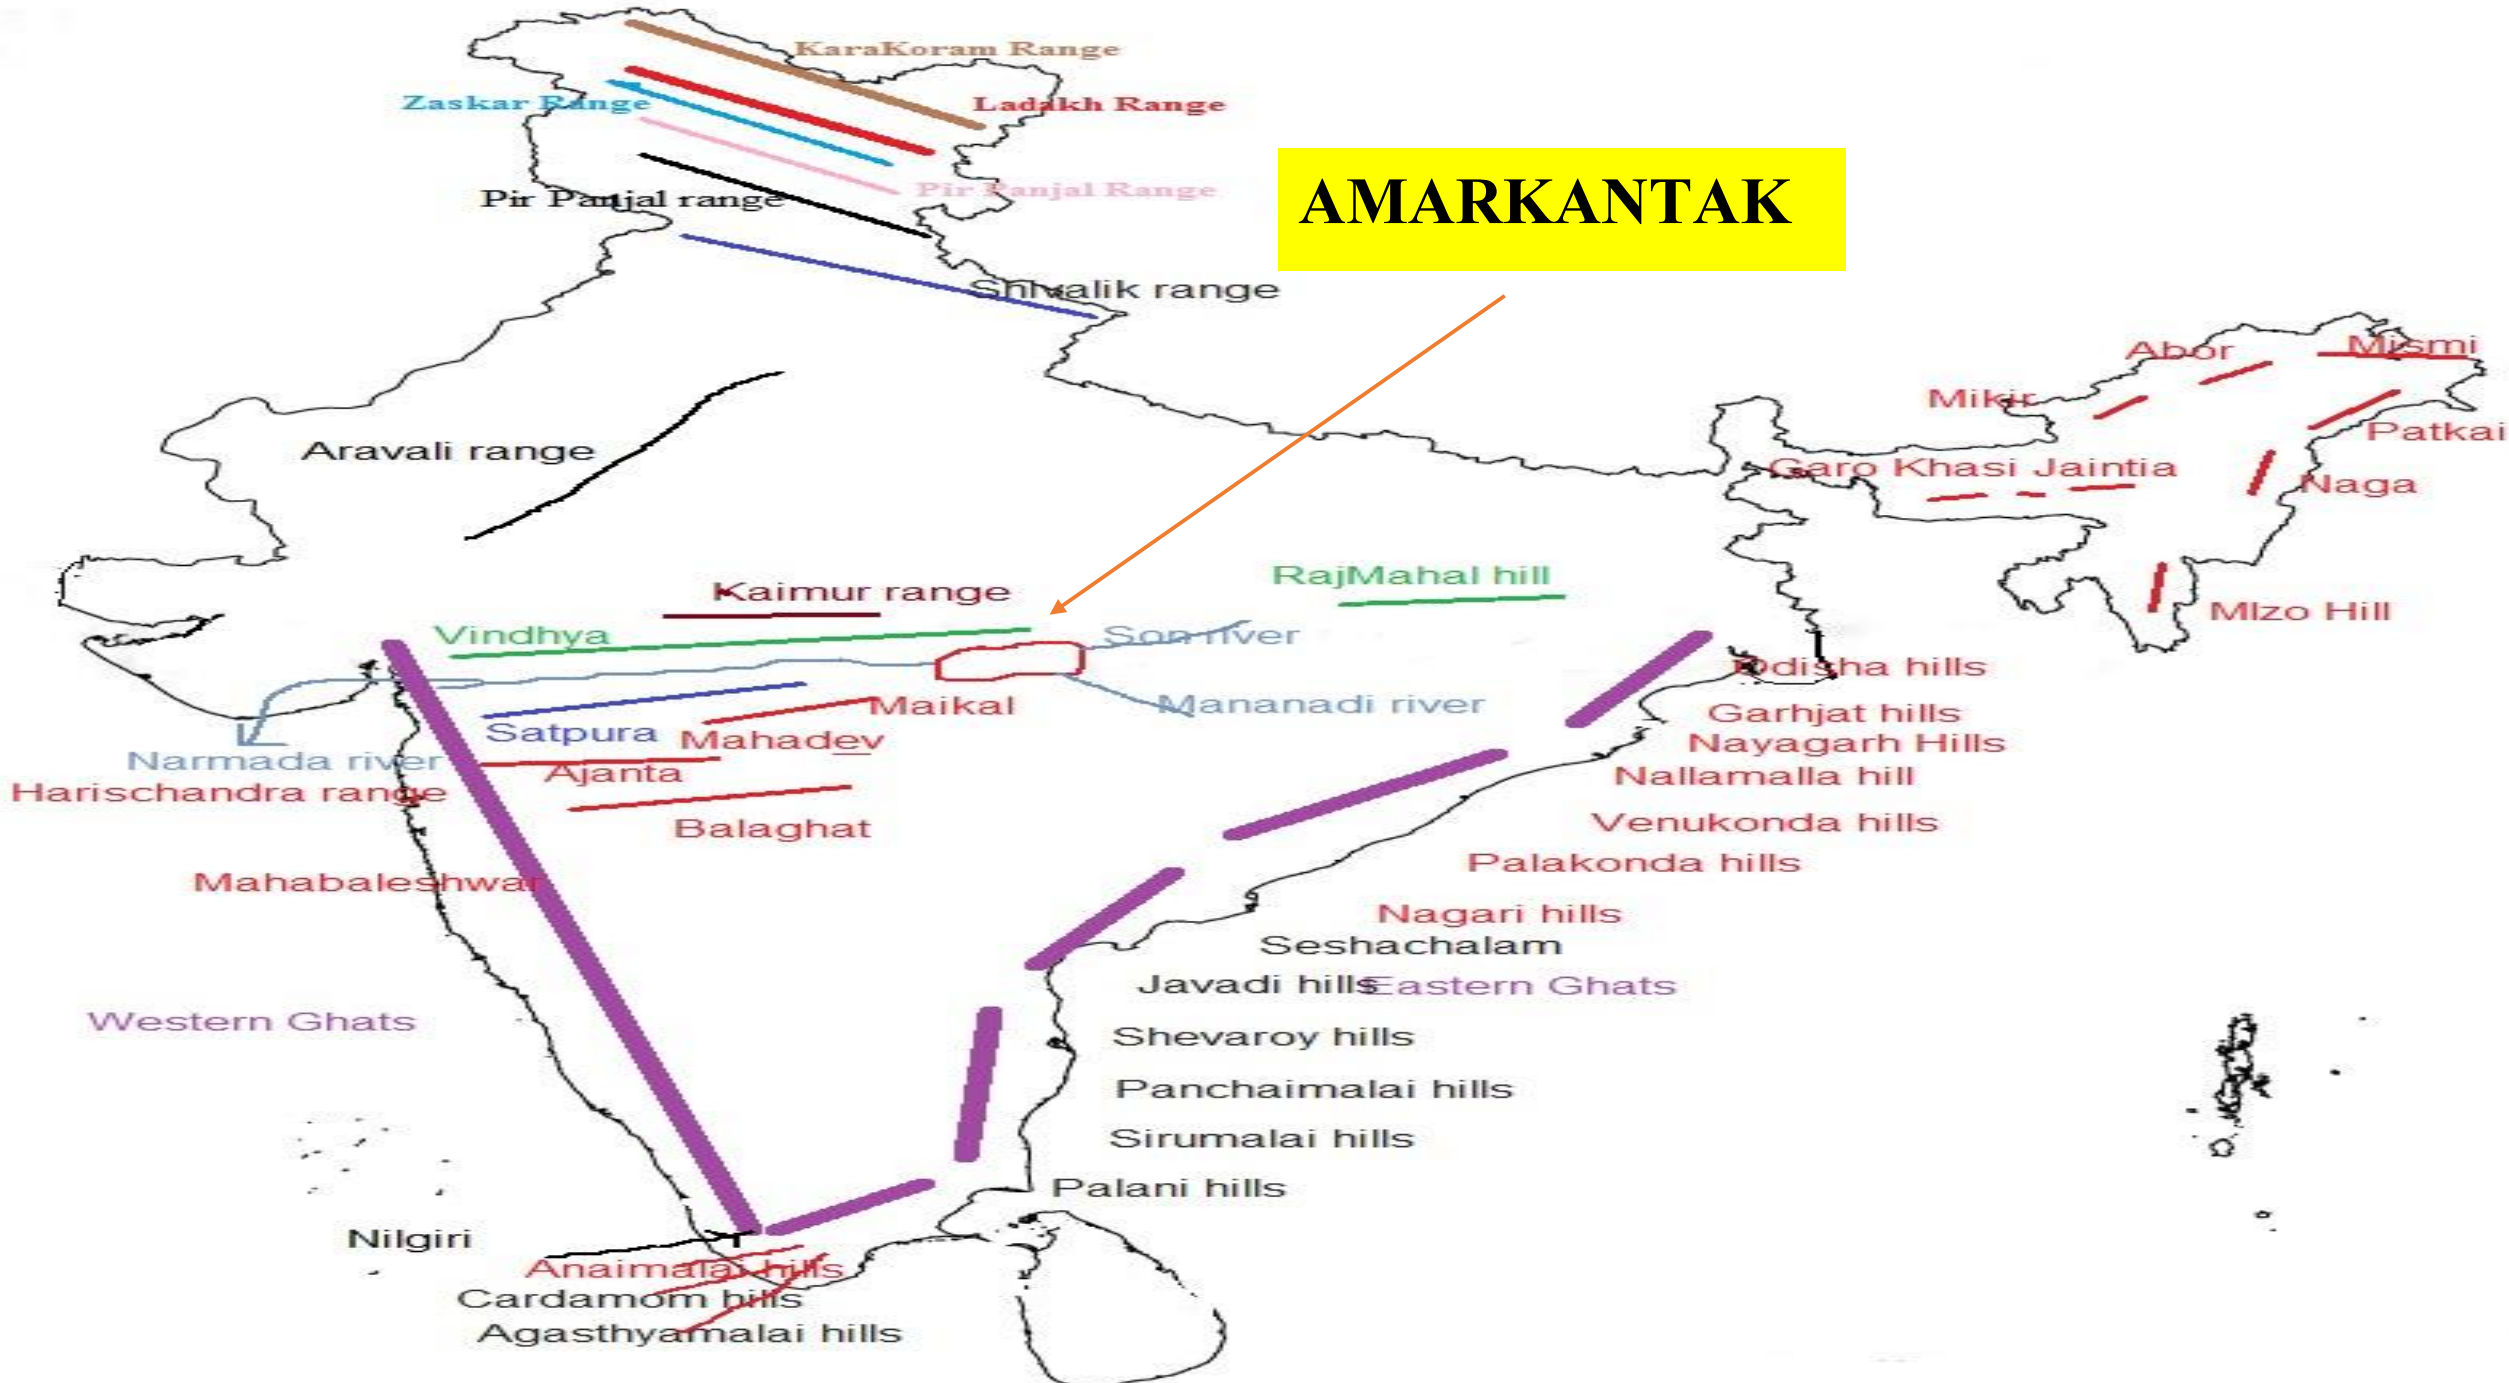 KaraKoram Range
Zaskar Range
Ladakh Range
Pir Panjal Range
Pir Panjal range
AMARKANTAK
Shivalik range
Abor
Mismi
Mikir
Patkai
Aravali range
Garo Khasi Jaintia
Naga
Kaimur range
RajMahal hill
MIzo Hill
Vindhya
Son river
Odisha hills
Maikal
Mananadi river
Garhjat hills
Satpura
Mahadev
Nayagarh Hills
Narmada river
Ajanta
Nallamalla hill
Harischandra range
Balaghat
Venukonda hills
Palakonda hills
Mahabaleshwar
Nagari hills
Seshachalam
Javadi hills
Eastern Ghats
Western Ghats
Shevaroy hills
Panchaimalai hills
Sirumalai hills
Palani hills
Nilgiri
Anaimalai hills
Cardamom hills
Agasthyamalai hills